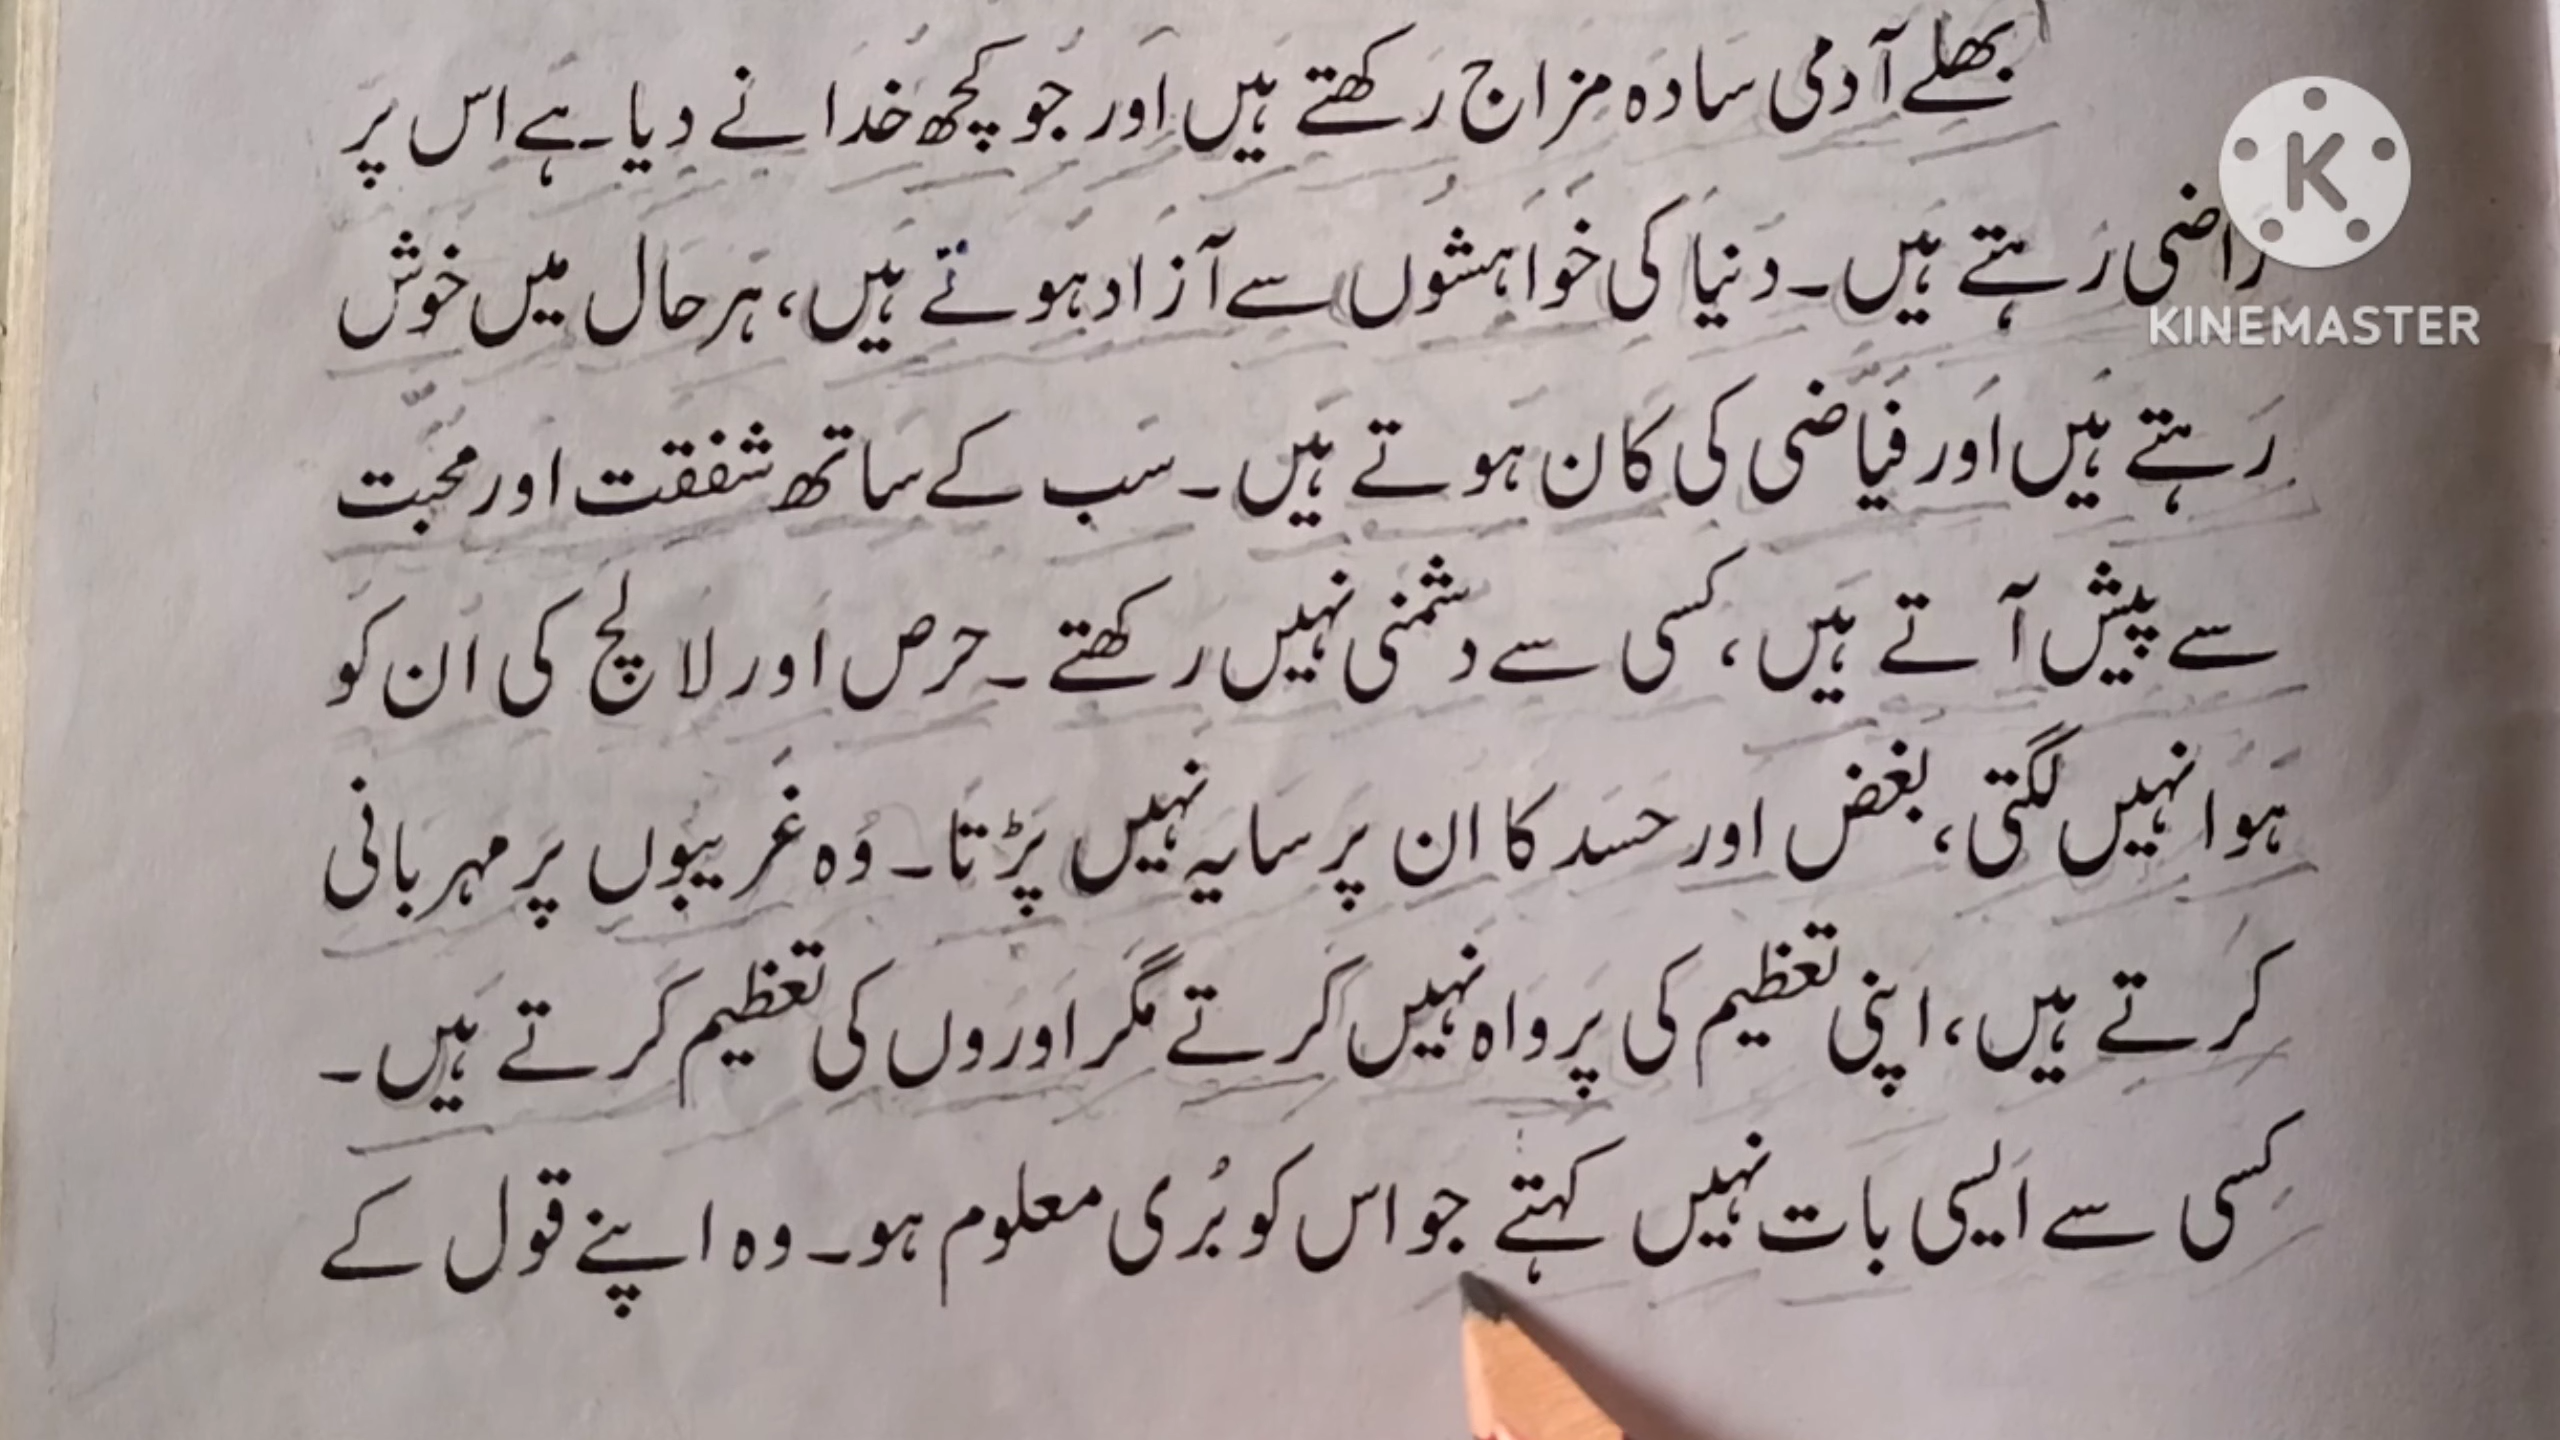 بھلے آدمی سادہ مزاج رکھتے ہیں اور جو کچھ خدا نے دیا ہے اس پر
راضی رہتے ہیں۔ دنیا کی خواہشوں سے آزاد ہوتے ہیں، ہر حال میں خوش
رہتے ہیں اور فیاضی کی کان ہوتے ہیں۔ سب کے ساتھ شفقت اور محبت
سے پیش آتے ہیں، کسی سے دشمنی نہیں رکھتے۔ حرص اور لالچ کی ان کو
ہوا نہیں لگتی، بغض اور حسد کا ان پر سایہ نہیں پڑتا۔ وہ غریبوں پر مہربانی
کرتے ہیں، اپنی تعظیم کی پرواہ نہیں کرتے مگر اوروں کی تعظیم کرتے ہیں۔
کسی سے ایسی بات نہیں کہتے جو اس کو بُری معلوم ہو۔ وہ اپنے قول کے
K
KINEMASTER